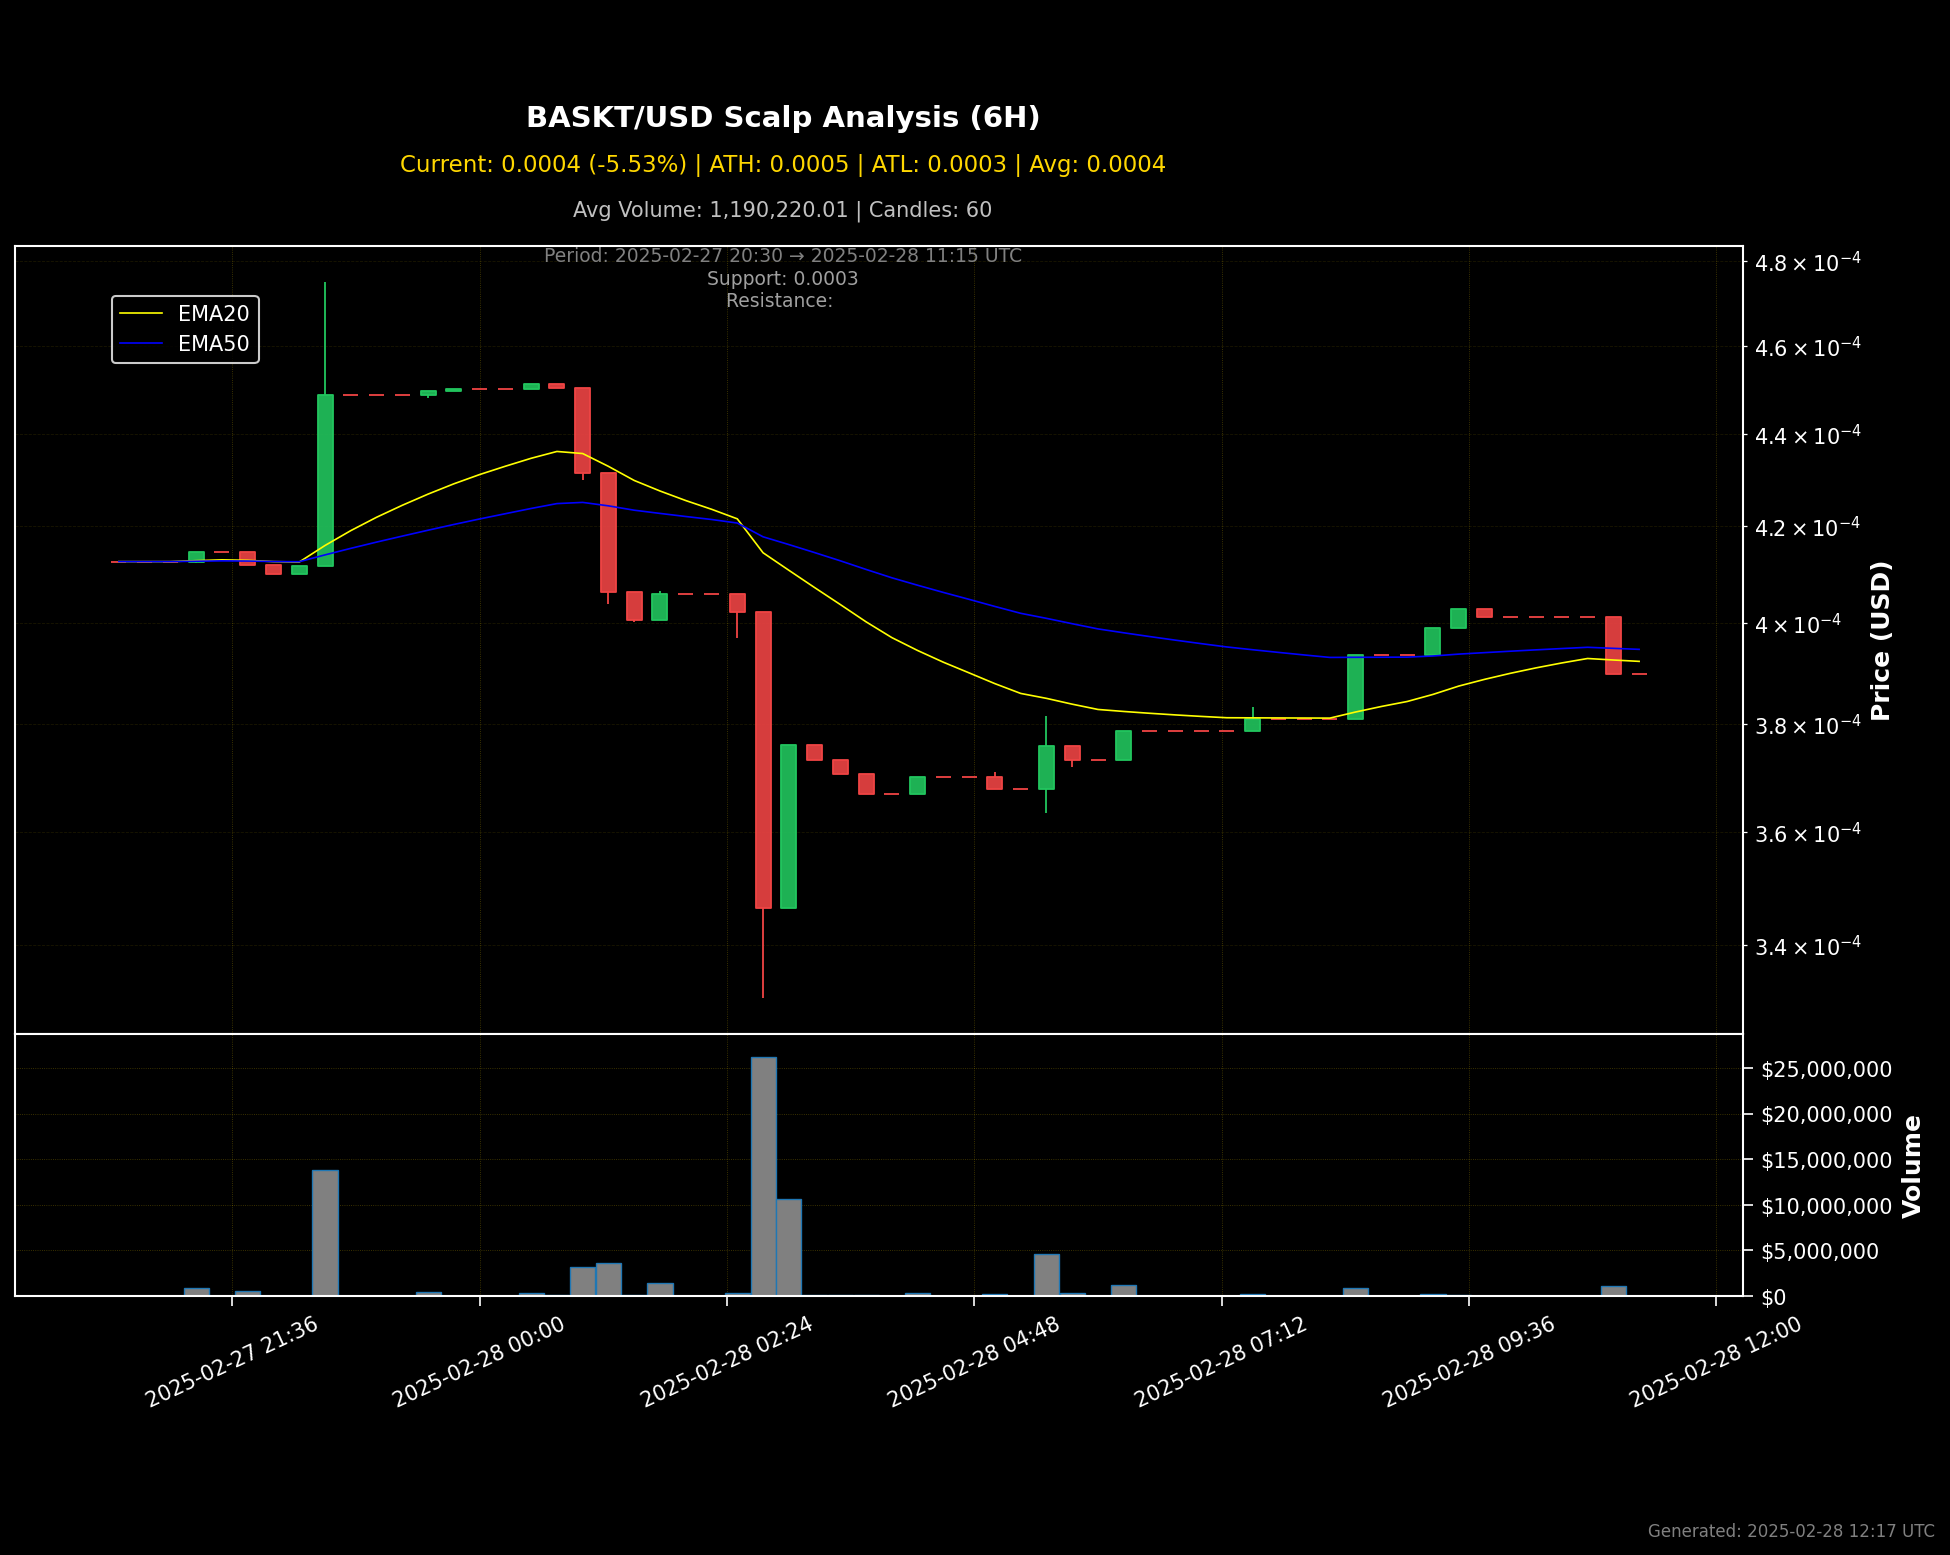 BASKT/USD Scalp Analysis (6H)
Current: 0.0004 (-5.53%) | ATH: 0.0005 | ATL: 0.0003 | Avg: 0.0004
Avg Volume: 1,190,220.01 | Candles: 60
Period: 2025-02-27 20:30 → 2025-02-28 11:15 UTC
Support: 0.0003
Resistance:
EMA20
EMA50
4.8 × 10⁻⁴
4.6 × 10⁻⁴
4.4 × 10⁻⁴
4.2 × 10⁻⁴
4 × 10⁻⁴
3.8 × 10⁻⁴
3.6 × 10⁻⁴
3.4 × 10⁻⁴
Price (USD)
$25,000,000
$20,000,000
$15,000,000
$10,000,000
$5,000,000
$0
Volume
2025-02-27 21:36
2025-02-28 00:00
2025-02-28 02:24
2025-02-28 04:48
2025-02-28 07:12
2025-02-28 09:36
2025-02-28 12:00
Generated: 2025-02-28 12:17 UTC